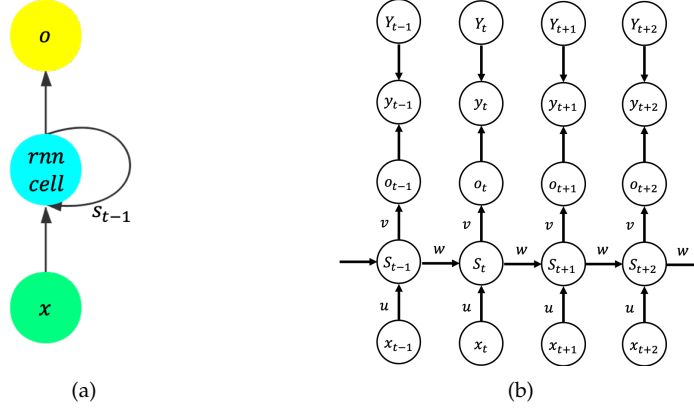 o
rnn
cell
s_{t-1}
x
(a)
Y_{t-1} Y_t Y_{t+1} Y_{t+2}
y_{t-1} y_t y_{t+1} y_{t+2}
o_{t-1} o_t o_{t+1} o_{t+2}
v v v v
w w w w
S_{t-1} S_t S_{t+1} S_{t+2}
u u u u
x_{t-1} x_t x_{t+1} x_{t+2}
(b)